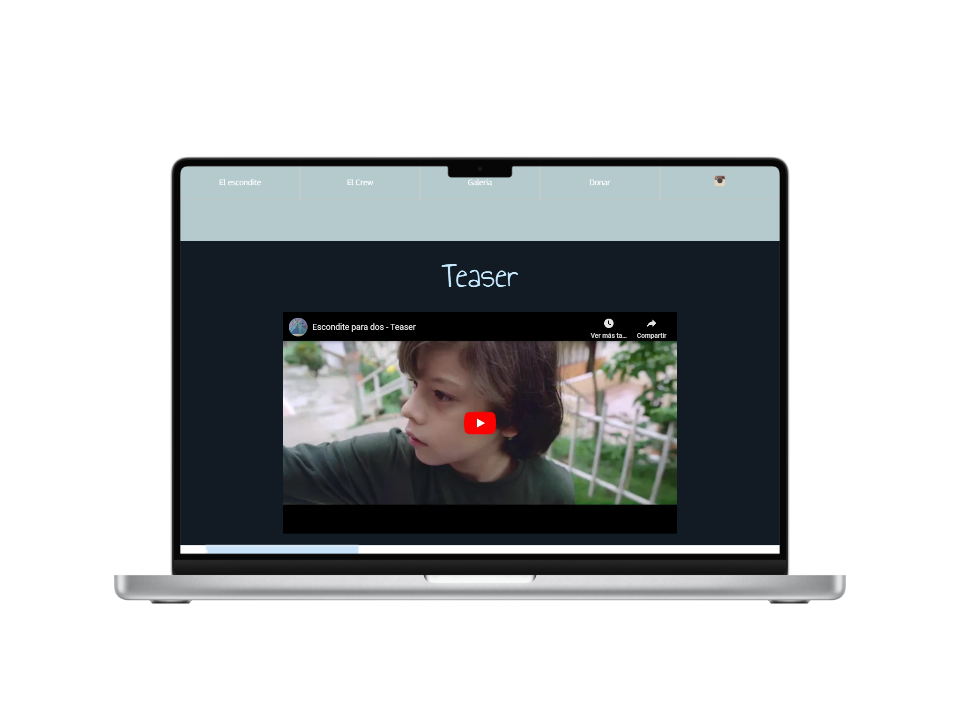 El escondite
El Crew
Galería
Donar
Teaser
Escondite para dos - Teaser
Ver más ta...
Compartir